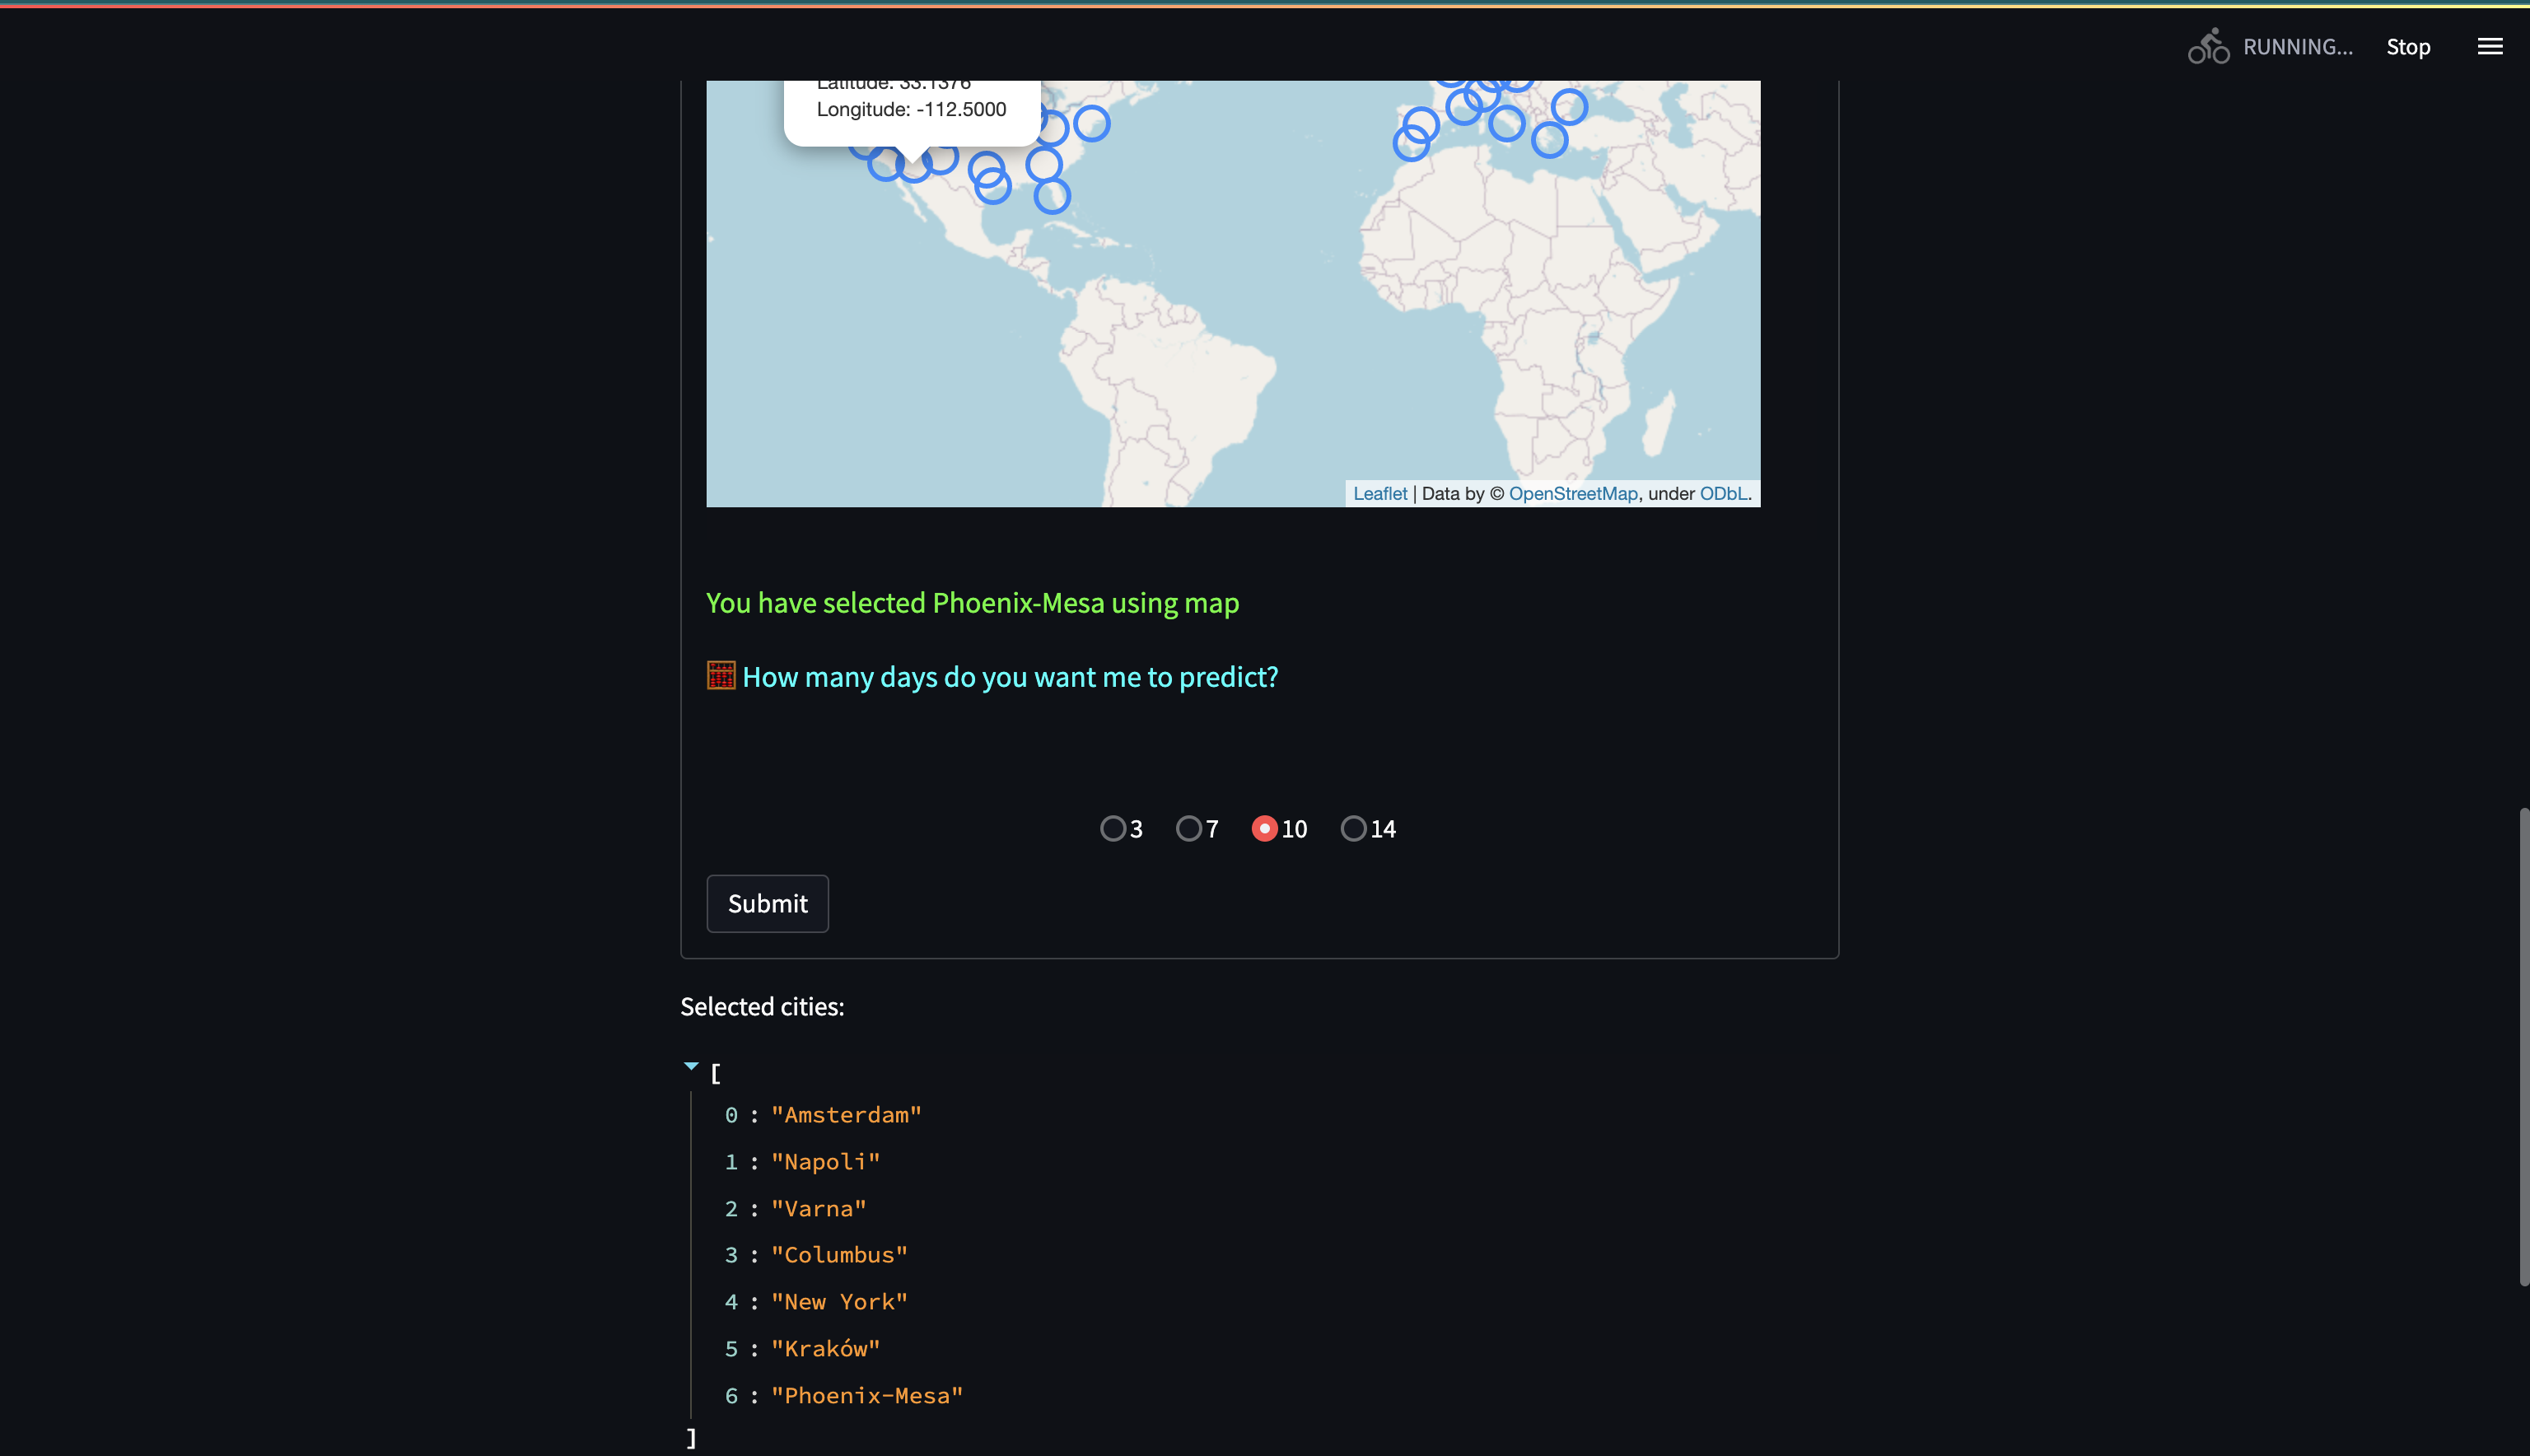 RUNNING... Stop
Latitude: 33.1376
Longitude: -112.5000
Leaflet | Data by © OpenStreetMap, under ODbL.
You have selected Phoenix-Mesa using map
How many days do you want me to predict?
3 7 10 14
Submit
Selected cities:
[
0 : "Amsterdam"
1 : "Napoli"
2 : "Varna"
3 : "Columbus"
4 : "New York"
5 : "Kraków"
6 : "Phoenix-Mesa"
]